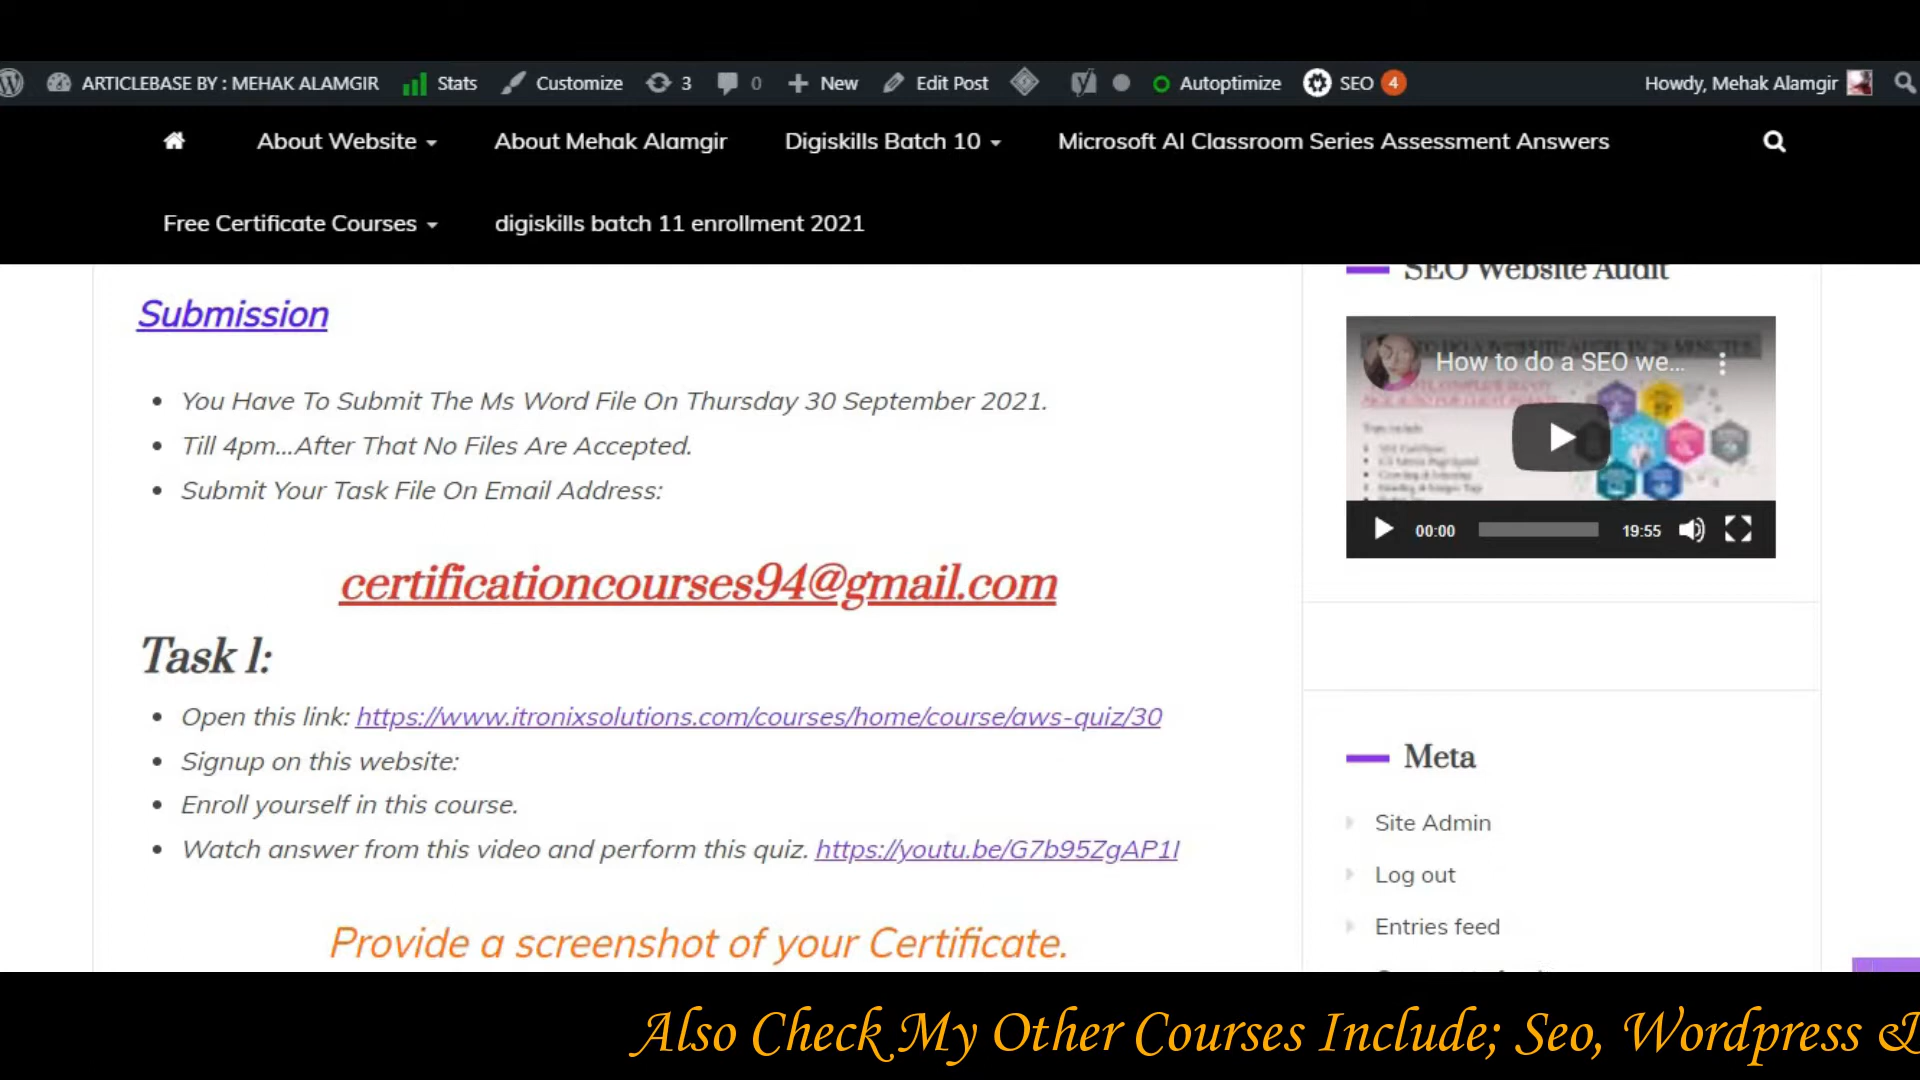 ARTICLEBASE BY : MEHAK ALAMGIR Stats Customize 3 0 New Edit Post Autoptimize SEO 4 Howdy, Mehak Alamgir
About Website About Mehak Alamgir Digiskills Batch 10 Microsoft AI Classroom Series Assessment Answers
Free Certificate Courses digiskills batch 11 enrollment 2021
SEO Website Audit
Submission
How to do a SEO we...
You Have To Submit The Ms Word File On Thursday 30 September 2021.
Till 4pm...After That No Files Are Accepted.
Submit Your Task File On Email Address:
00:00 19:55
certificationcourses94@gmail.com
Task 1:
Open this link: https://www.itronixsolutions.com/courses/home/course/aws-quiz/30
Signup on this website:
Enroll yourself in this course.
Watch answer from this video and perform this quiz. https://youtu.be/G7b95ZgAP1I
Provide a screenshot of your Certificate.
Meta
Site Admin
Log out
Entries feed
Also Check My Other Courses Include; Seo, Wordpress &